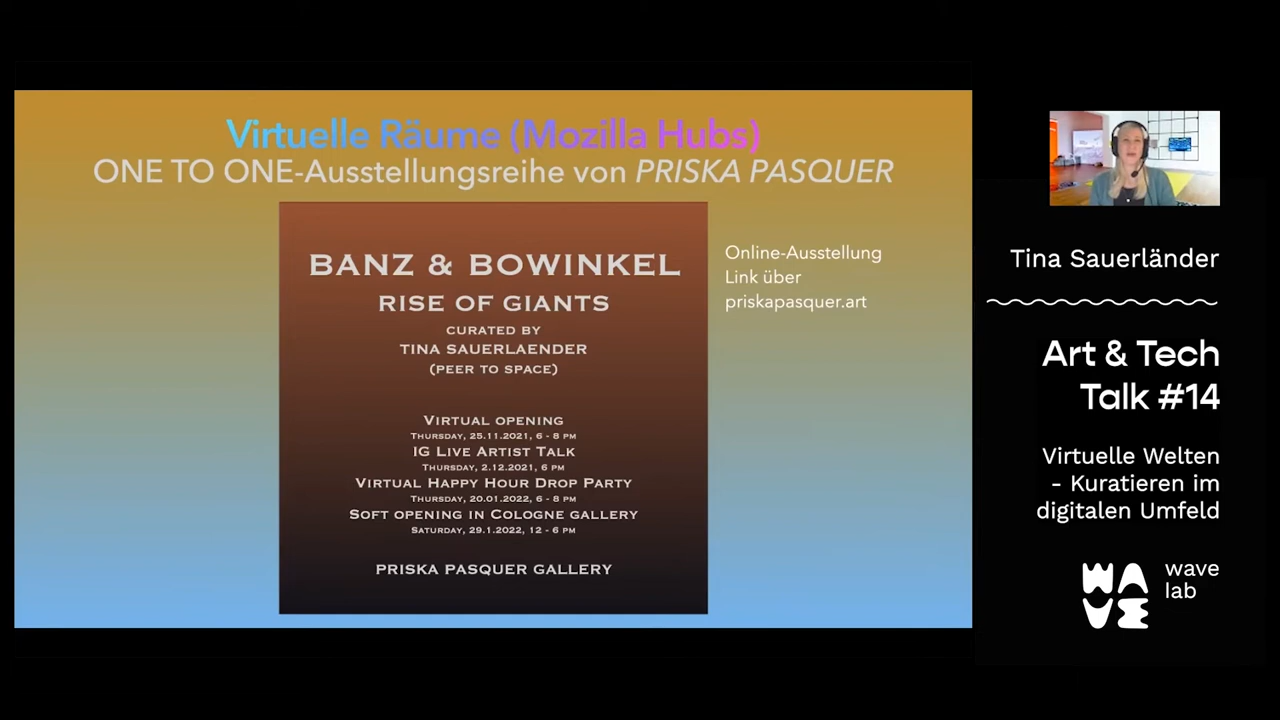 Virtuelle Räume (Mozilla Hubs)
ONE TO ONE-Ausstellungsreihe von PRISKA PASQUER
BANZ & BOWINKEL
RISE OF GIANTS
CURATED BY
TINA SAUERLAENDER
(PEER TO SPACE)
VIRTUAL OPENING
THURSDAY, 25.11.2021, 6 - 8 PM
IG LIVE ARTIST TALK
THURSDAY, 2.12.2021, 6 PM
VIRTUAL HAPPY HOUR DROP PARTY
THURSDAY, 20.01.2022, 6 - 8 PM
SOFT OPENING IN COLOGNE GALLERY
SATURDAY, 29.1.2022, 12 - 6 PM
PRISKA PASQUER GALLERY
Online-Ausstellung
Link über
priskapasquer.art
Tina Sauerländer
Art & Tech
Talk #14
Virtuelle Welten
- Kuratieren im
digitalen Umfeld
WAVE
wave
lab